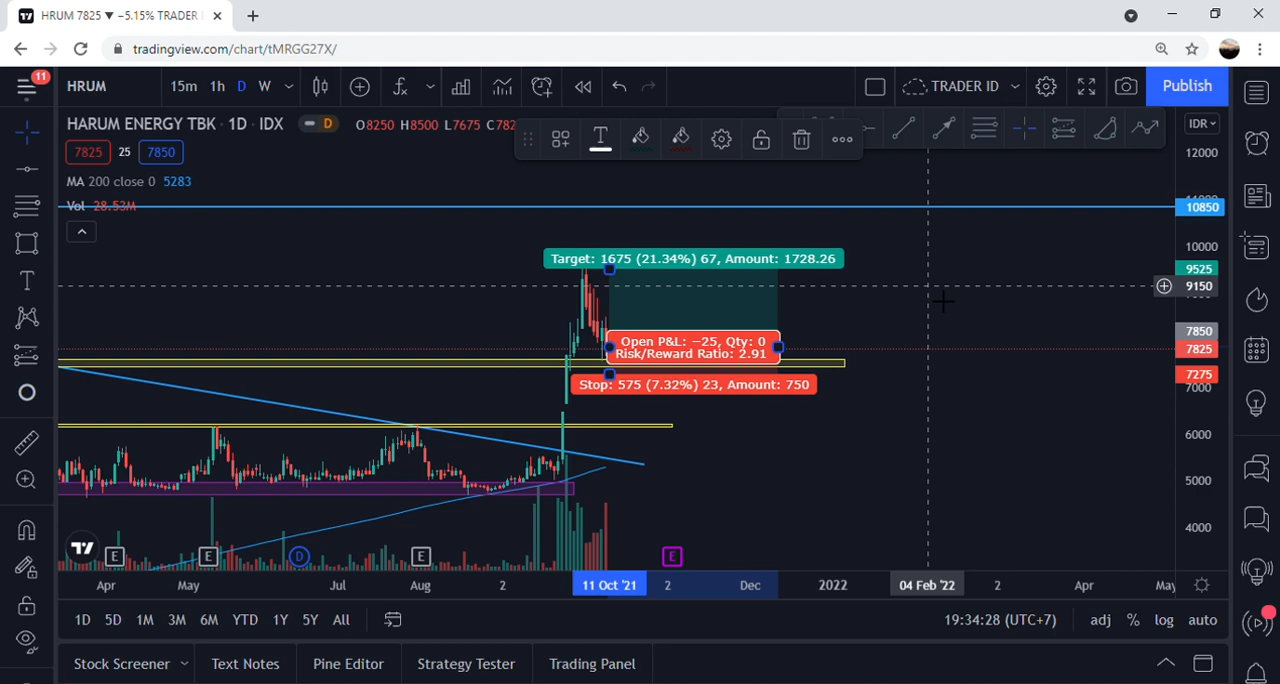 HRUM 7825 ▼ −5.15% TRADER
tradingview.com/chart/tMRGG27X/
11
HRUM
15m 1h D W
TRADER ID
Publish
HARUM ENERGY TBK · 1D · IDX D O8250 H8500 L7675 C782
IDR
7825 25 7850
MA 200 close 0 5283
Vol 28.53M
12000
10850
10000
9525
9150
7850
7825
7275
7000
6000
5000
4000
Target: 1675 (21.34%) 67, Amount: 1728.26
Open P&L: −25, Qty: 0
Risk/Reward Ratio: 2.91
Stop: 575 (7.32%) 23, Amount: 750
E E D E E
Apr May Jul Aug 2 11 Oct '21 2 Dec 2022 04 Feb '22 2 Apr May
1D 5D 1M 3M 6M YTD 1Y 5Y All
19:34:28 (UTC+7) adj % log auto
Stock Screener Text Notes Pine Editor Strategy Tester Trading Panel